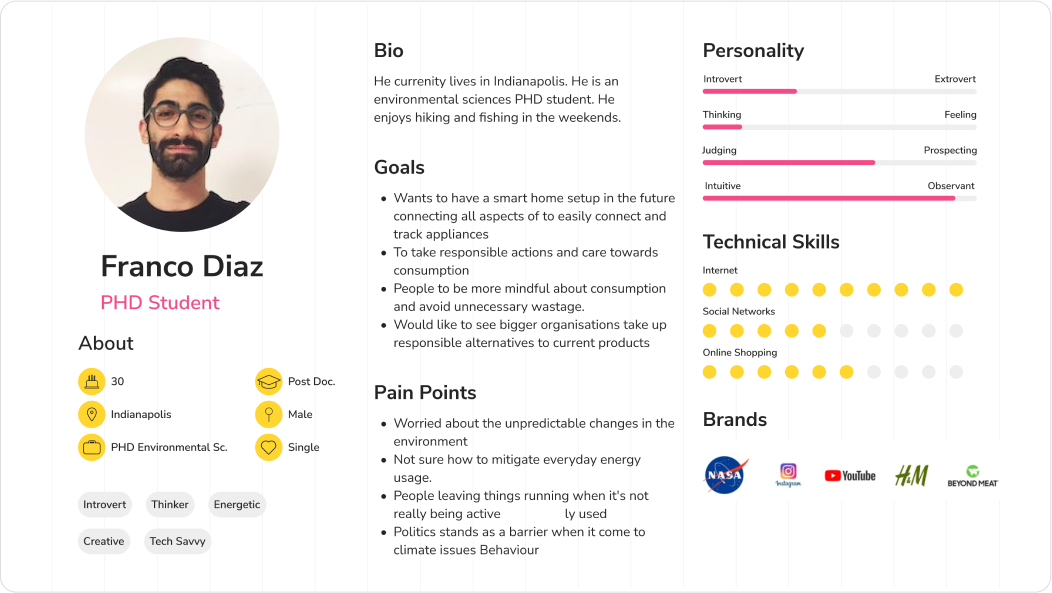 Franco Diaz
PHD Student
About
30
Post Doc.
Indianapolis
Male
PHD Environmental Sc.
Single
Introvert
Thinker
Energetic
Creative
Tech Savvy
Bio
He currenity lives in Indianapolis. He is an
environmental sciences PHD student. He
enjoys hiking and fishing in the weekends.
Goals
• Wants to have a smart home setup in the future
connecting all aspects of to easily connect and
track appliances
• To take responsible actions and care towards
consumption
• People to be more mindful about consumption
and avoid unnecessary wastage.
• Would like to see bigger organisations take up
responsible alternatives to current products
Pain Points
• Worried about the unpredictable changes in the
environment
• Not sure how to mitigate everyday energy
usage.
• People leaving things running when it's not
really being active ly used
• Politics stands as a barrier when it come to
climate issues Behaviour
Personality
Introvert Extrovert
Thinking Feeling
Judging Prospecting
Intuitive Observant
Technical Skills
Internet
Social Networks
Online Shopping
Brands
NASA
Instagram
YouTube
H&M
BEYOND MEAT